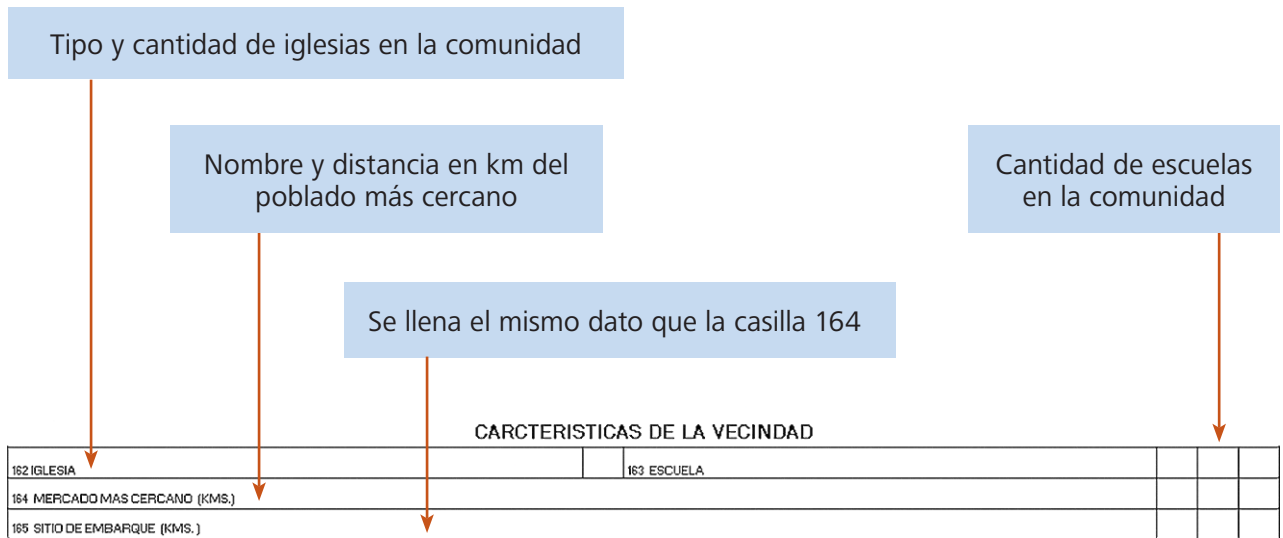 Tipo y cantidad de iglesias en la comunidad
Nombre y distancia en km del
poblado más cercano
Cantidad de escuelas
en la comunidad
Se llena el mismo dato que la casilla 164
CARCTERISTICAS DE LA VECINDAD
162 IGLESIA
163 ESCUELA
164 MERCADO MAS CERCANO (KMS.)
165 SITIO DE EMBARQUE (KMS.)